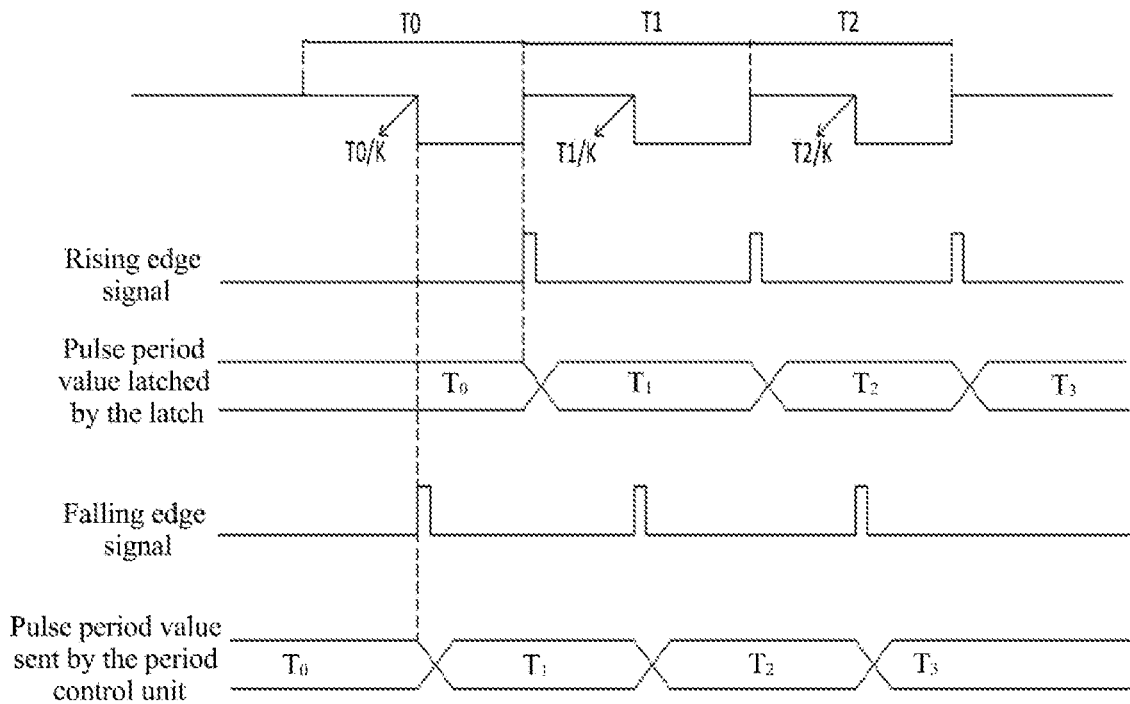 T0 T1 T2
T0/K T1/K T2/K
Rising edge
signal
Pulse period
value latched
by the latch
T₀ T₁ T₂ T₃
Falling edge
signal
Pulse period value
sent by the period
control unit
T₀ T₁ T₂ T₃